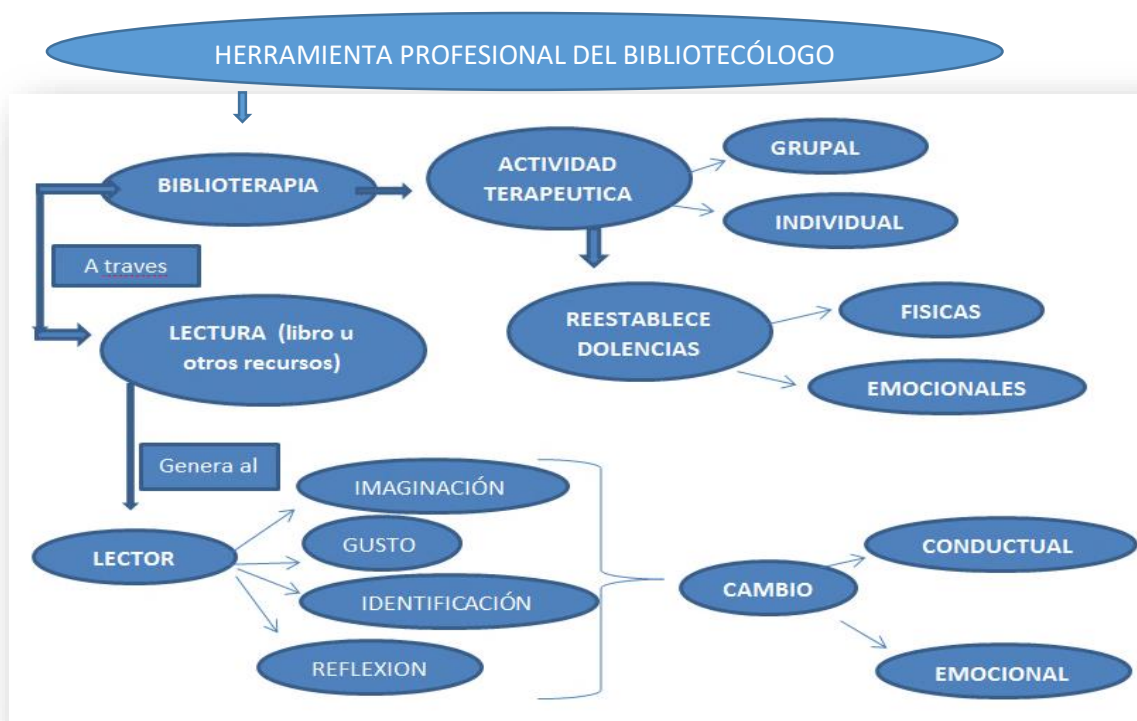 HERRAMIENTA PROFESIONAL DEL BIBLIOTECÓLOGO
BIBLIOTERAPIA
ACTIVIDAD
TERAPEUTICA
GRUPAL
INDIVIDUAL
A traves
LECTURA (libro u
otros recursos)
REESTABLECE
DOLENCIAS
FISICAS
EMOCIONALES
Genera al
LECTOR
IMAGINACIÓN
GUSTO
IDENTIFICACIÓN
REFLEXION
CAMBIO
CONDUCTUAL
EMOCIONAL